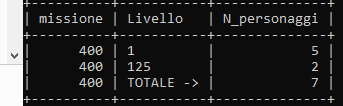 | missione | Livello | N_personaggi |
| 400 | 1 | 5 |
| 400 | 125 | 2 |
| 400 | TOTALE -> | 7 |